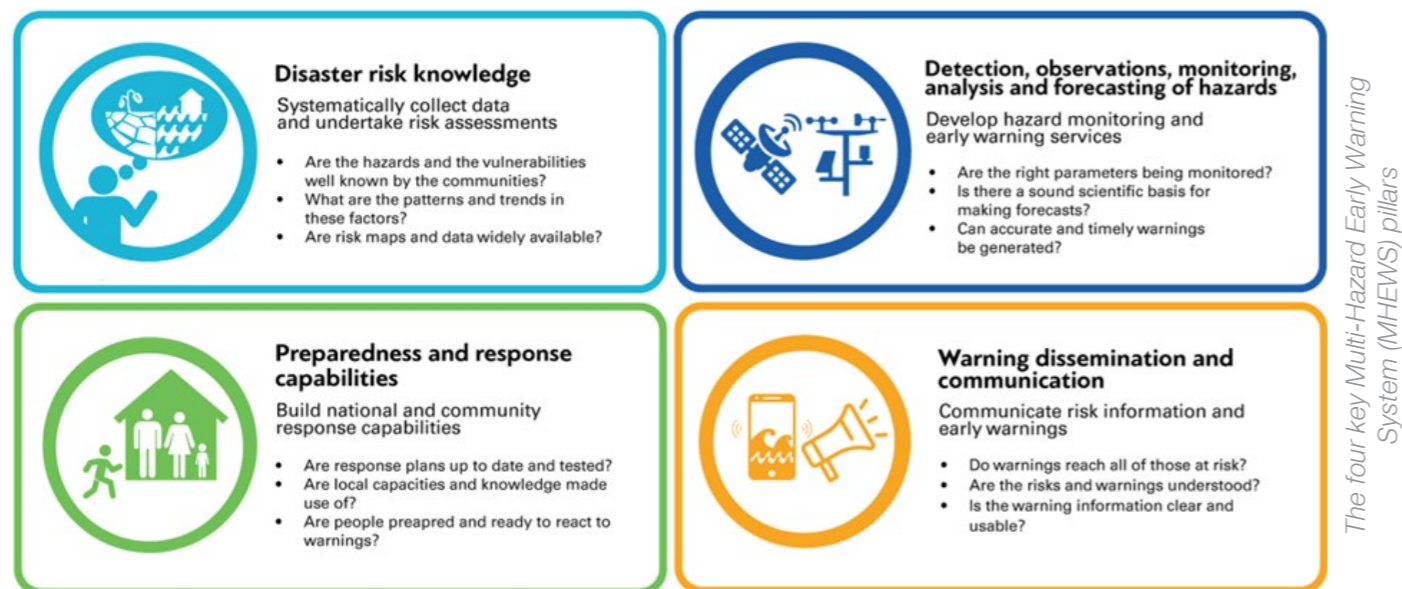 Disaster risk knowledge
Systematically collect data
and undertake risk assessments
• Are the hazards and the vulnerabilities
well known by the communities?
• What are the patterns and trends in
these factors?
• Are risk maps and data widely available?
Detection, observations, monitoring,
analysis and forecasting of hazards
Develop hazard monitoring and
early warning services
• Are the right parameters being monitored?
• Is there a sound scientific basis for
making forecasts?
• Can accurate and timely warnings
be generated?
Preparedness and response
capabilities
Build national and community
response capabilities
• Are response plans up to date and tested?
• Are local capacities and knowledge made
use of?
• Are people preapred and ready to react to
warnings?
Warning dissemination and
communication
Communicate risk information and
early warnings
• Do warnings reach all of those at risk?
• Are the risks and warnings understood?
• Is the warning information clear and
usable?
The four key Multi-Hazard Early Warning
System (MHEWS) pillars